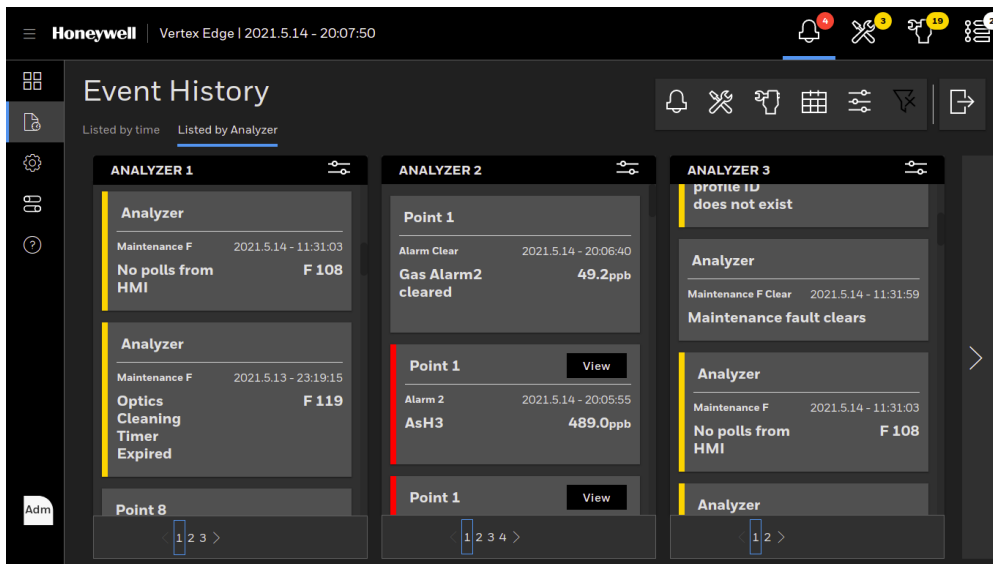 Honeywell Vertex Edge | 2021.5.14 - 20:07:50
4 3 19 2
Event History
Listed by time Listed by Analyzer
ANALYZER 1
Analyzer
Maintenance F 2021.5.14 - 11:31:03
No polls from F 108
HMI
Analyzer
Maintenance F 2021.5.13 - 23:19:15
Optics F 119
Cleaning
Timer
Expired
Point 8
1 2 3
ANALYZER 2
Point 1
Alarm Clear 2021.5.14 - 20:06:40
Gas Alarm2 49.2ppb
cleared
Point 1 View
Alarm 2 2021.5.14 - 20:05:55
AsH3 489.0ppb
Point 1 View
1 2 3 4
ANALYZER 3
profile ID
does not exist
Analyzer
Maintenance F Clear 2021.5.14 - 11:31:59
Maintenance fault clears
Analyzer
Maintenance F 2021.5.14 - 11:31:03
No polls from F 108
HMI
Analyzer
1 2
Adm